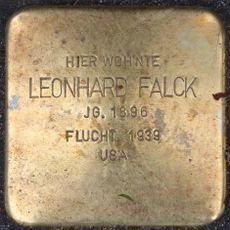 HIER WOHNTE
LEONHARD FALCK
JG. 1896
FLUCHT 1939
USA